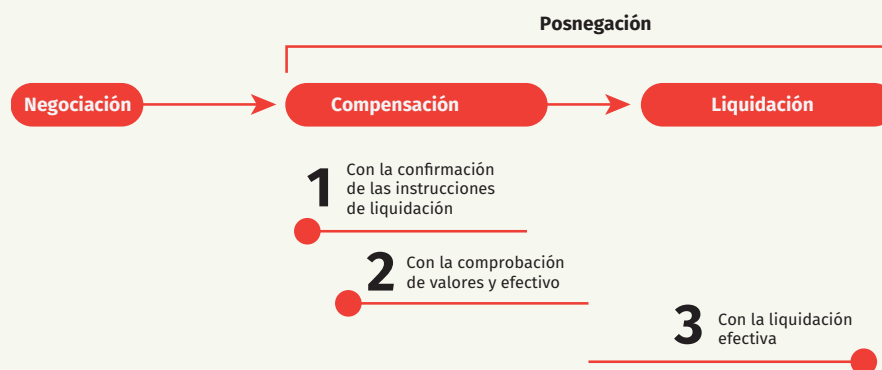 Posnegación
Negociación
Compensación
Liquidación
1
Con la confirmación
de las instrucciones
de liquidación
2
Con la comprobación
de valores y efectivo
3
Con la liquidación
efectiva